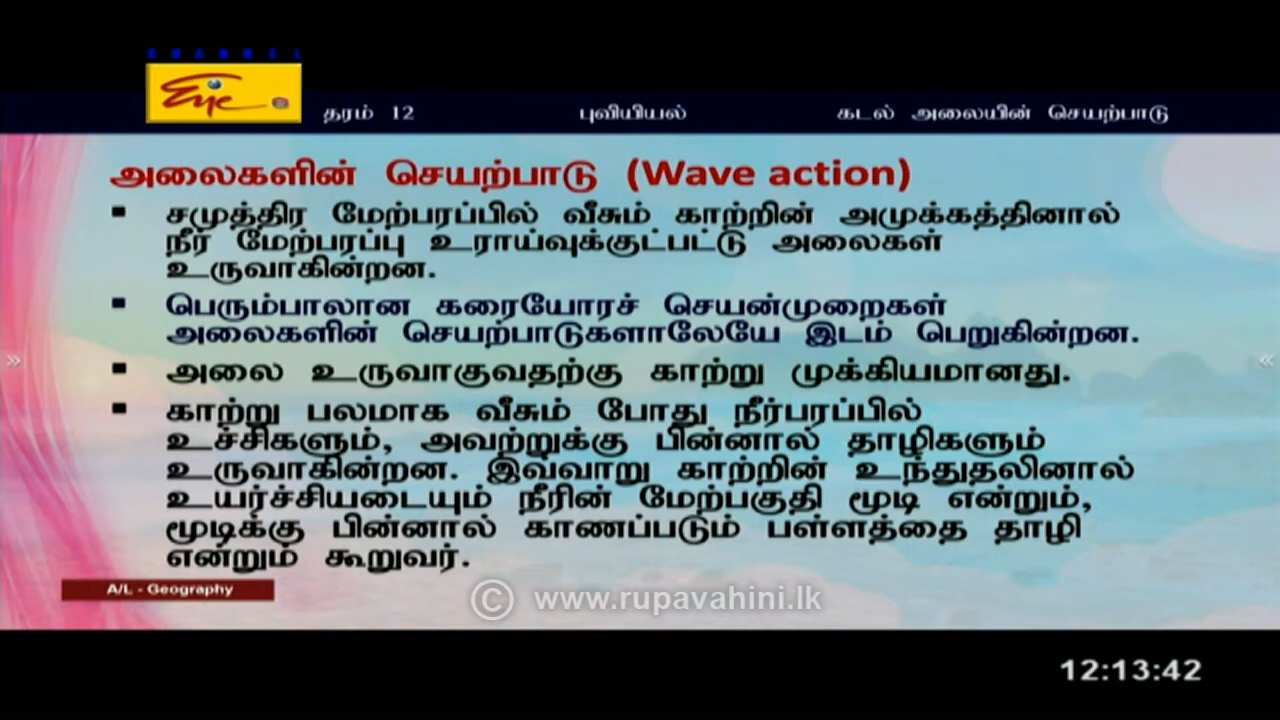 CHANNEL
Eye
தரம் 12 புவியியல் கடல் அலையின் செயற்பாடு
அலைகளின் செயற்பாடு (Wave action)
▪ சமுத்திர மேற்பரப்பில் வீசும் காற்றின் அமுக்கத்தினால்
நீர் மேற்பரப்பு உராய்வுக்குட்பட்டு அலைகள்
உருவாகின்றன.
▪ பெரும்பாலான கரையோரச் செயன்முறைகள்
அலைகளின் செயற்பாடுகளாலேயே இடம் பெறுகின்றன.
▪ அலை உருவாகுவதற்கு காற்று முக்கியமானது.
▪ காற்று பலமாக வீசும் போது நீர்பரப்பில்
உச்சிகளும், அவற்றுக்கு பின்னால் தாழிகளும்
உருவாகின்றன. இவ்வாறு காற்றின் உந்துதலினால்
உயர்ச்சியடையும் நீரின் மேற்பகுதி மூடி என்றும்,
மூடிக்கு பின்னால் காணப்படும் பள்ளத்தை தாழி
என்றும் கூறுவர்.
A/L - Geography
© www.rupavahini.lk
12:13:42